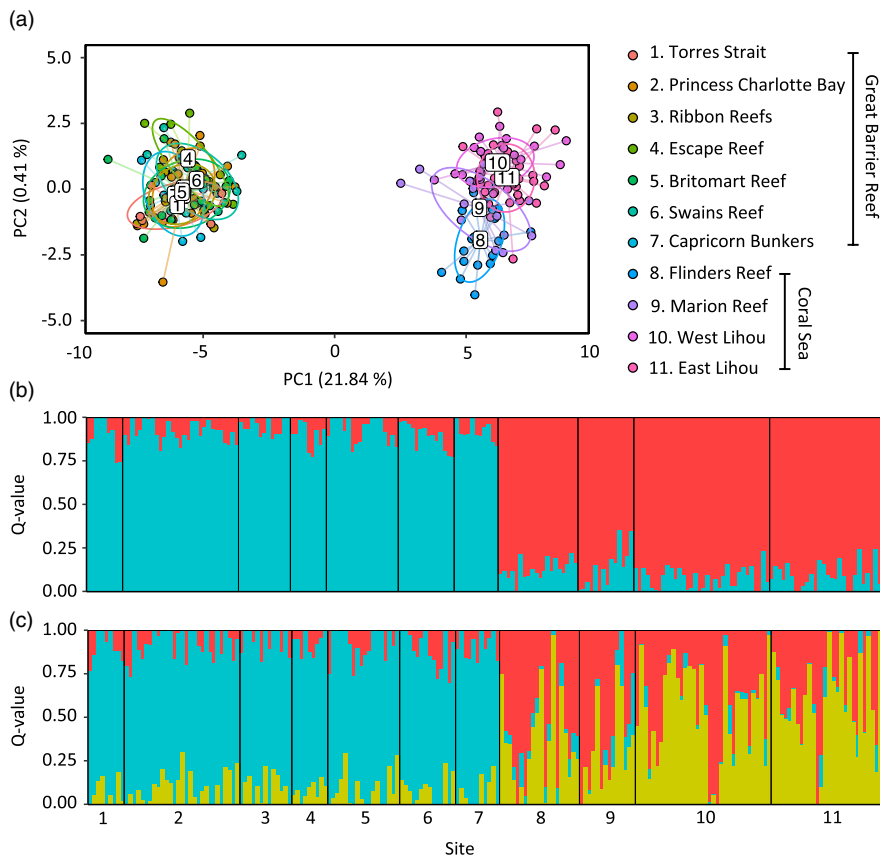 (a)
5.0
2.5
0.0
-2.5
-5.0
PC2 (0.41 %)
4
6
5
1
10
11
9
8
-10
-5
0
5
10
PC1 (21.84 %)
1. Torres Strait
2. Princess Charlotte Bay
3. Ribbon Reefs
4. Escape Reef
5. Britomart Reef
6. Swains Reef
7. Capricorn Bunkers
8. Flinders Reef
9. Marion Reef
10. West Lihou
11. East Lihou
Great Barrier Reef
Coral Sea
(b)
1.00
0.75
0.50
0.25
0.00
Q-value
(c)
1.00
0.75
0.50
0.25
0.00
Q-value
1 2 3 4 5 6 7 8 9 10 11
Site